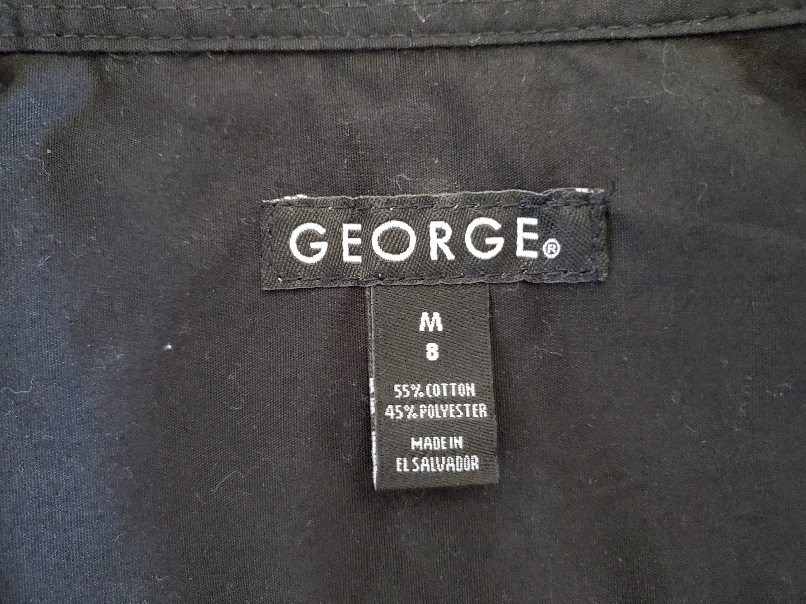 GEORGE®
M
8
55% COTTON
45% POLYESTER
MADE IN
EL SALVADOR